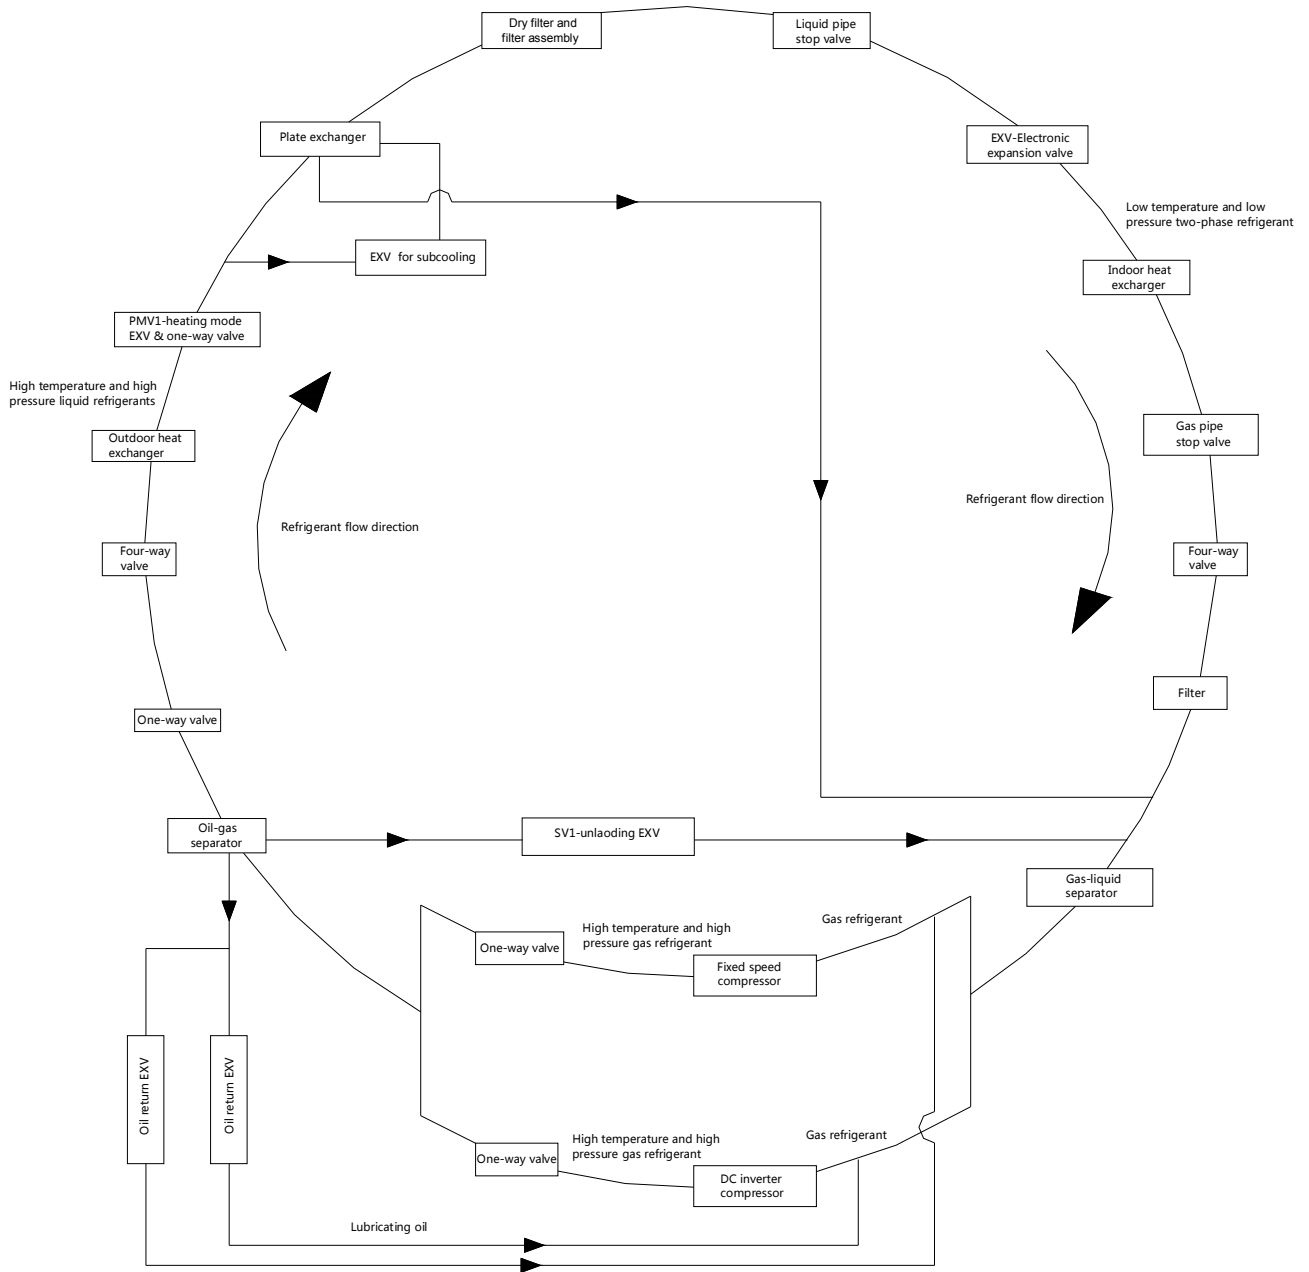 Dry filter and
filter assembly
Liquid pipe
stop valve
Plate exchanger
EXV-Electronic
expansion valve
Low temperature and low
pressure two-phase refrigerant
EXV for subcooling
Indoor heat
excharger
PMV1-heating mode
EXV & one-way valve
High temperature and high
pressure liquid refrigerants
Outdoor heat
exchanger
Gas pipe
stop valve
Refrigerant flow direction
Refrigerant flow direction
Four-way
valve
Four-way
valve
Filter
One-way valve
Oil-gas
separator
SV1-unlaoding EXV
Gas-liquid
separator
One-way valve
High temperature and high
pressure gas refrigerant
Fixed speed
compressor
Gas refrigerant
Oil return EXV
Oil return EXV
One-way valve
High temperature and high
pressure gas refrigerant
DC inverter
compressor
Gas refrigerant
Lubricating oil